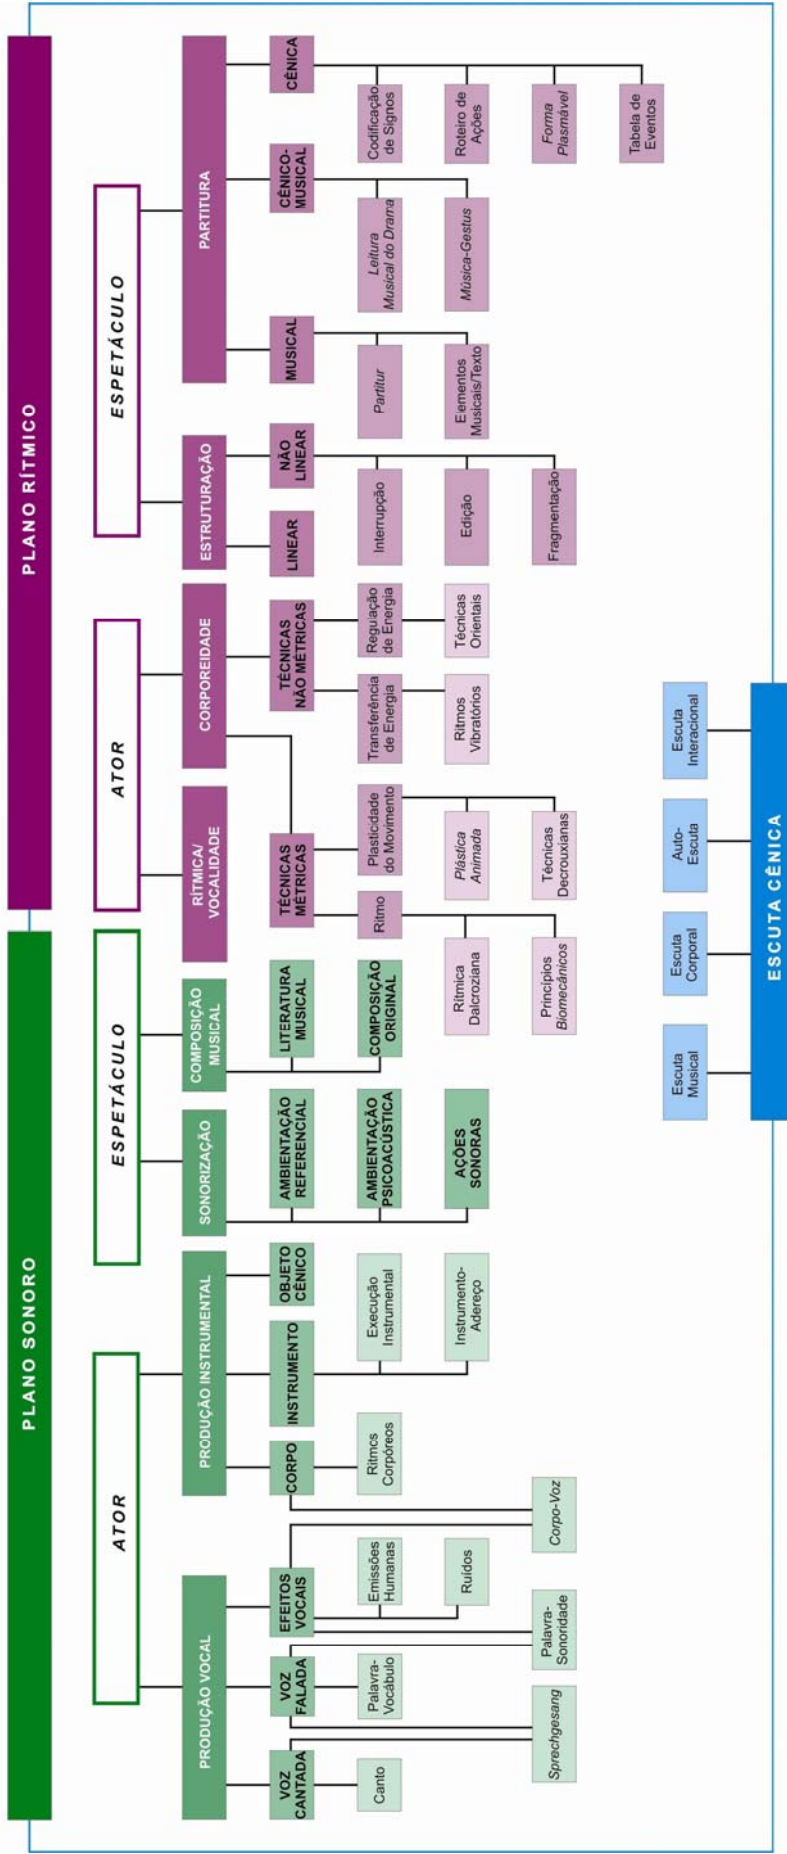 PLANO SONORO
PLANO RÍTMICO
ATOR
ESPETÁCULO
ATOR
ESPETÁCULO
PRODUÇÃO VOCAL
PRODUÇÃO INSTRUMENTAL
SONORIZAÇÃO
COMPOSIÇÃO
MUSICAL
RÍTMICA/
VOCALIDADE
CORPOREIDADE
ESTRUTURAÇÃO
PARTITURA
VOZ
CANTADA
VOZ
FALADA
EFEITOS
VOCAIS
CORPO
INSTRUMENTO
OBJETO
CÊNICO
AMBIENTAÇÃO
REFERENCIAL
LITERATURA
MUSICAL
TÉCNICAS
MÉTRICAS
TÉCNICAS
NÃO MÉTRICAS
LINEAR
NÃO
LINEAR
MUSICAL
CÊNICO-
MUSICAL
CÊNICA
Canto
Palavra-
Vocábulo
Emissões
Humanas
Ritmos
Corpóreos
Execução
Instrumental
AMBIENTAÇÃO
PSICOACÚSTICA
COMPOSIÇÃO
ORIGINAL
Ritmo
Plasticidade
do Movimento
Transferência
de Energia
Regulação
de Energia
Interrupção
Partitur
Leitura
Musical do Drama
Codificação
de Signos
Ruídos
Instrumento-
Adereço
AÇÕES
SONORAS
Rítmica
Dalcroziana
Plástica
Animada
Ritmos
Vibratórios
Técnicas
Orientais
Edição
Elementos
Musicais/Texto
Música-Gestus
Roteiro de
Ações
Sprechgesang
Palavra-
Sonoridade
Corpo-Voz
Princípios
Biomecânicos
Técnicas
Decrouxianas
Fragmentação
Forma
Plasmável
Tabela de
Eventos
Escuta
Musical
Escuta
Corporal
Auto-
Escuta
Escuta
Interacional
ESCUTA CÊNICA